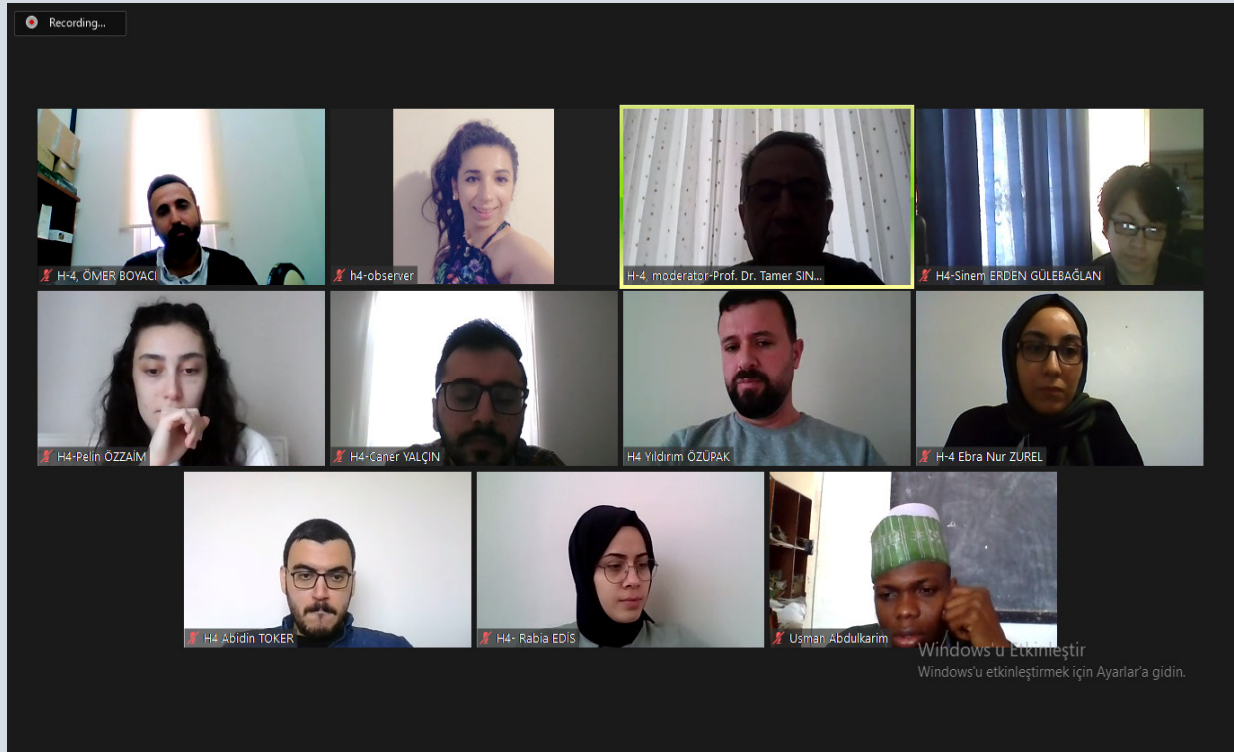 Recording...
H-4, ÖMER BOYACI
h4-observer
H-4, moderator-Prof. Dr. Tamer SIN...
H4-Sinem ERDEN GÜLEBAĞLAN
H4-Pelin ÖZZAİM
H4-Caner YALÇIN
H4 Yıldırım ÖZÜPAK
H-4 Ebra Nur ZUREL
H4 Abidin TOKER
H4- Rabia EDİS
Usman Abdulkarim
Windows'u Etkinleştir
Windows'u etkinleştirmek için Ayarlar'a gidin.